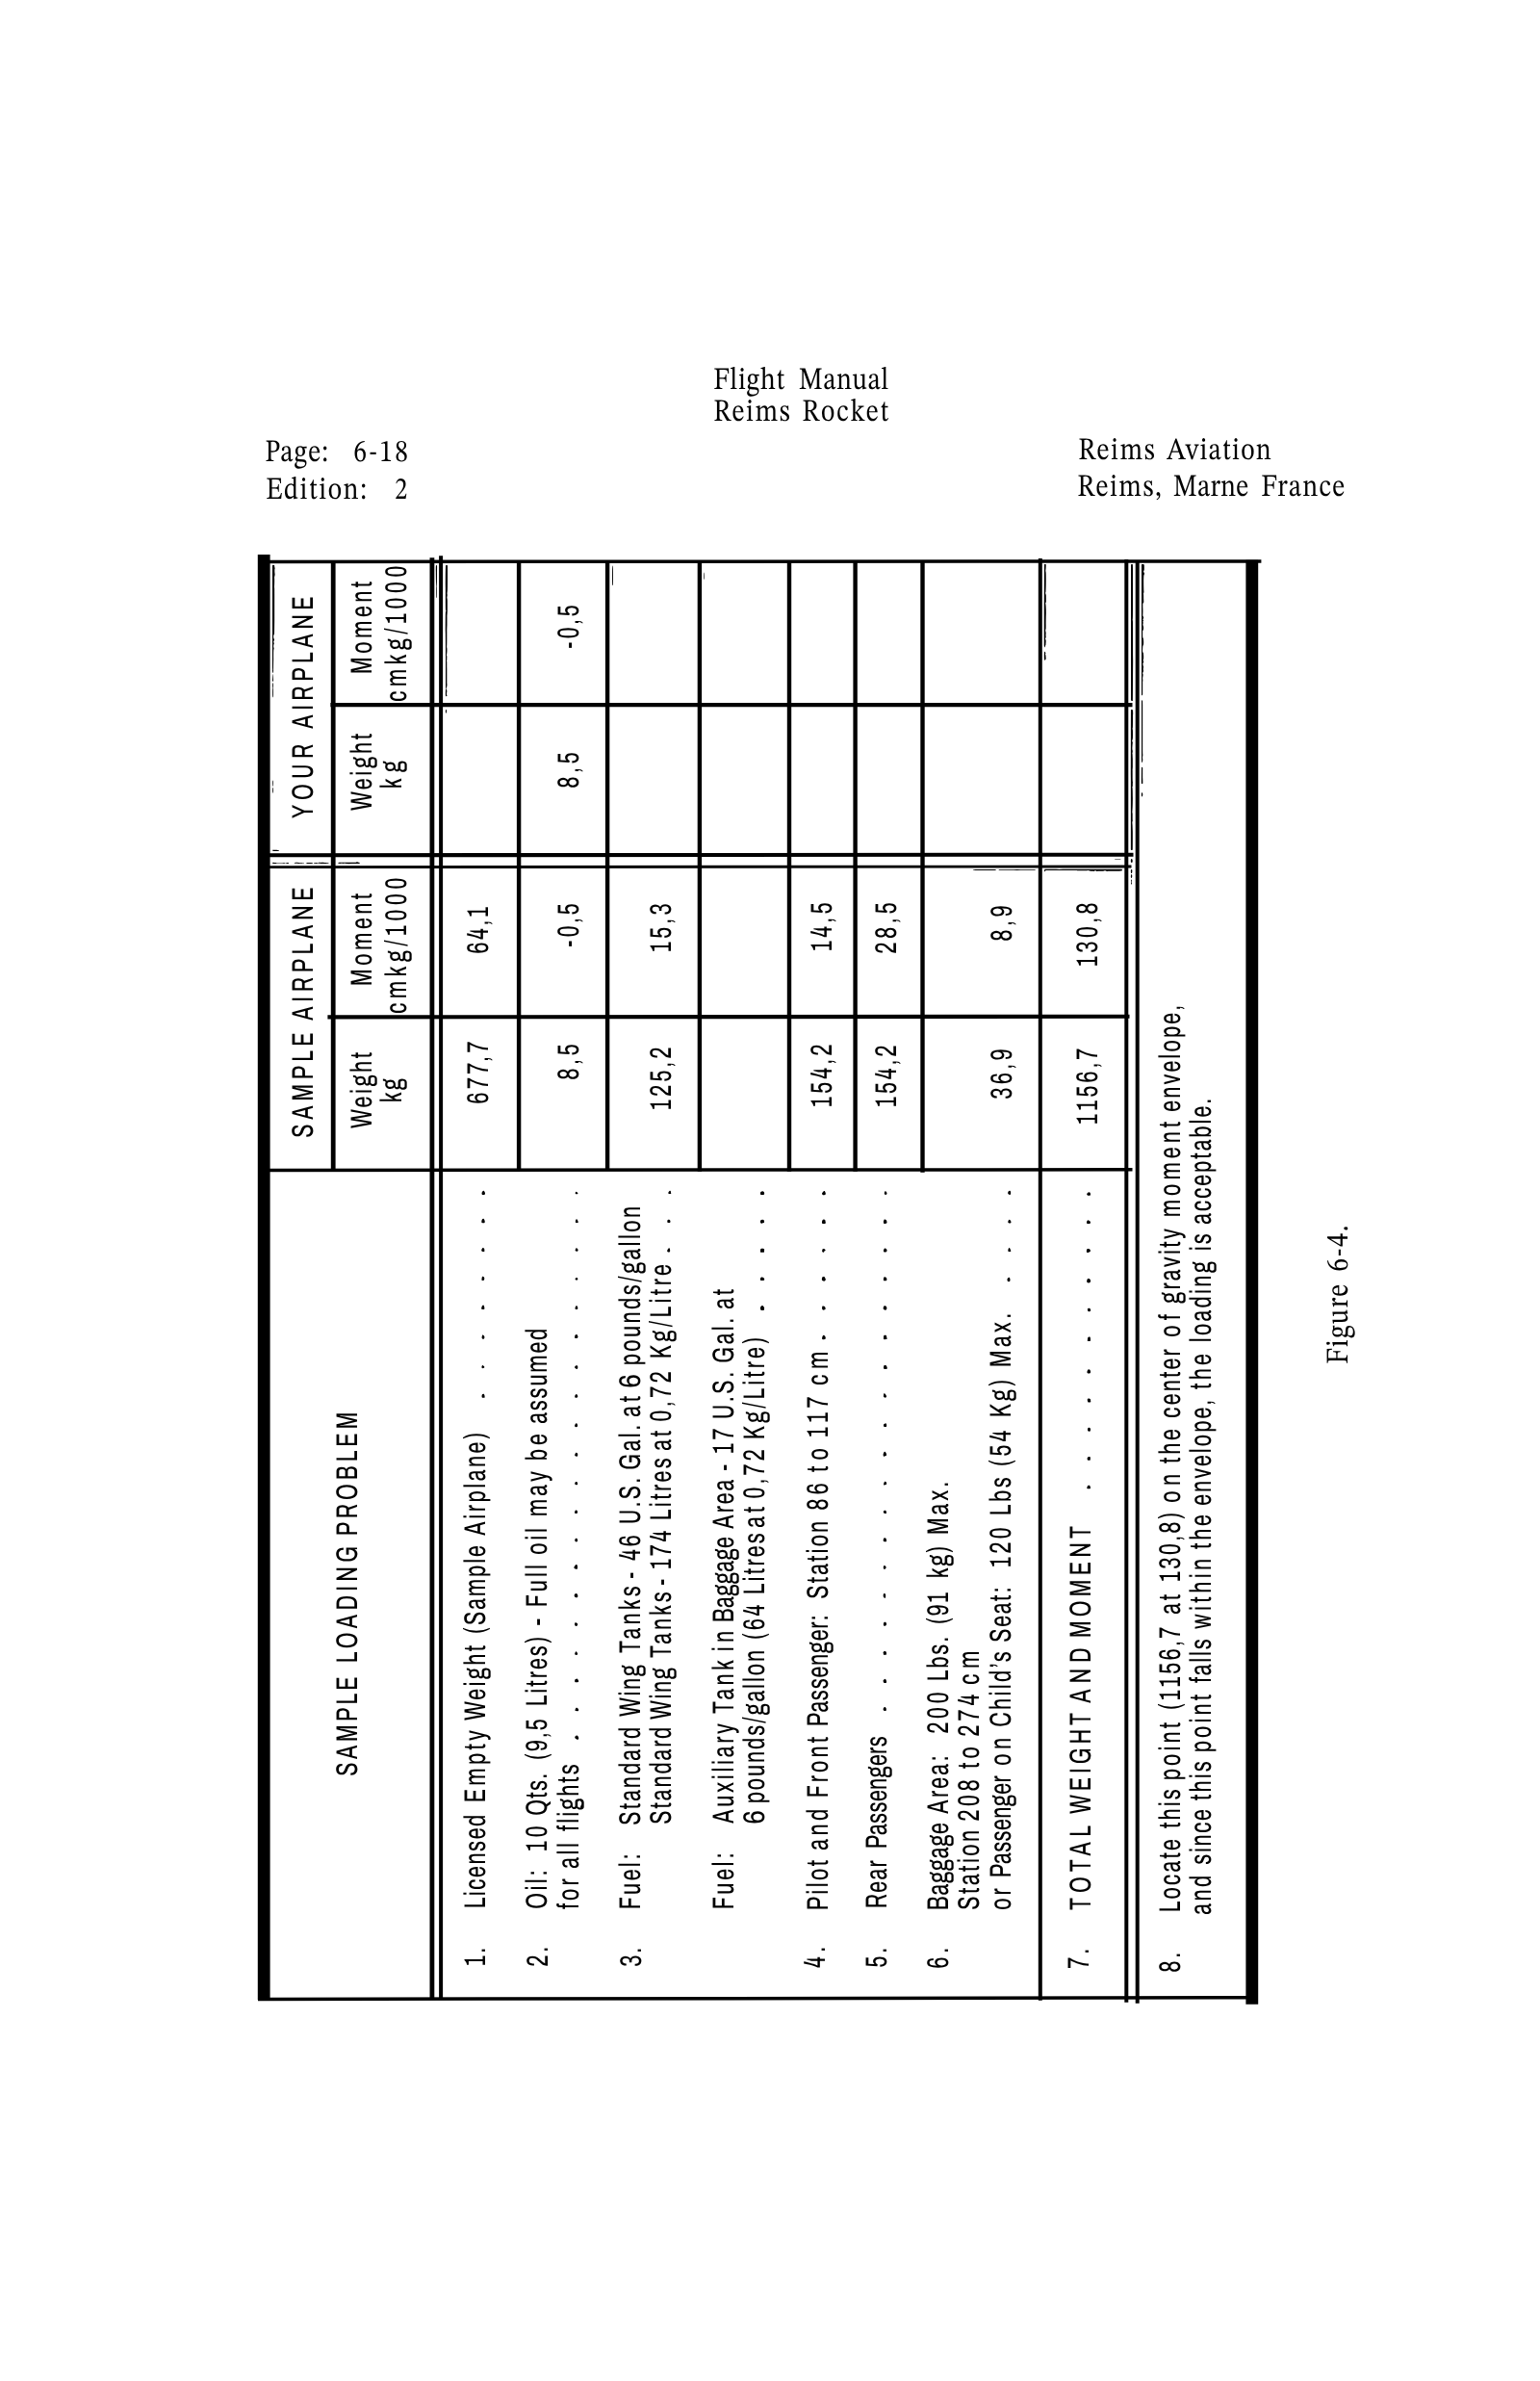 Flight Manual
Reims Rocket
Page: 6-18
Edition: 2
Reims Aviation
Reims, Marne France
SAMPLE LOADING PROBLEM
SAMPLE AIRPLANE
YOUR AIRPLANE
Weight
kg
Moment
cmkg/1000
Weight
kg
Moment
cmkg/1000
1. Licensed Empty Weight (Sample Airplane) . . . . . . . . 677,7 64,1
2. Oil: 10 Qts. (9,5 Litres) - Full oil may be assumed
for all flights . . . . . . . . . . . . . . . . . . . . 8,5 -0,5 8,5 -0,5
3. Fuel: Standard Wing Tanks - 46 U.S. Gal. at 6 pounds/gallon
Standard Wing Tanks - 174 Litres at 0,72 Kg/Litre . . . 125,2 15,3
Fuel: Auxiliary Tank in Baggage Area - 17 U.S. Gal. at
6 pounds/gallon (64 Litres at 0,72 Kg/Litre) . . . . .
4. Pilot and Front Passenger: Station 86 to 117 cm . . . . . . 154,2 14,5
5. Rear Passengers . . . . . . . . . . . . . . . . . . . 154,2 28,5
6. Baggage Area: 200 Lbs. (91 kg) Max.
Station 208 to 274 cm
or Passenger on Child's Seat: 120 Lbs (54 Kg) Max. . . . . 36,9 8,9
7. TOTAL WEIGHT AND MOMENT . . . . . . . . . . . 1156,7 130,8
8. Locate this point (1156,7 at 130,8) on the center of gravity moment envelope,
and since this point falls within the envelope, the loading is acceptable.
Figure 6-4.